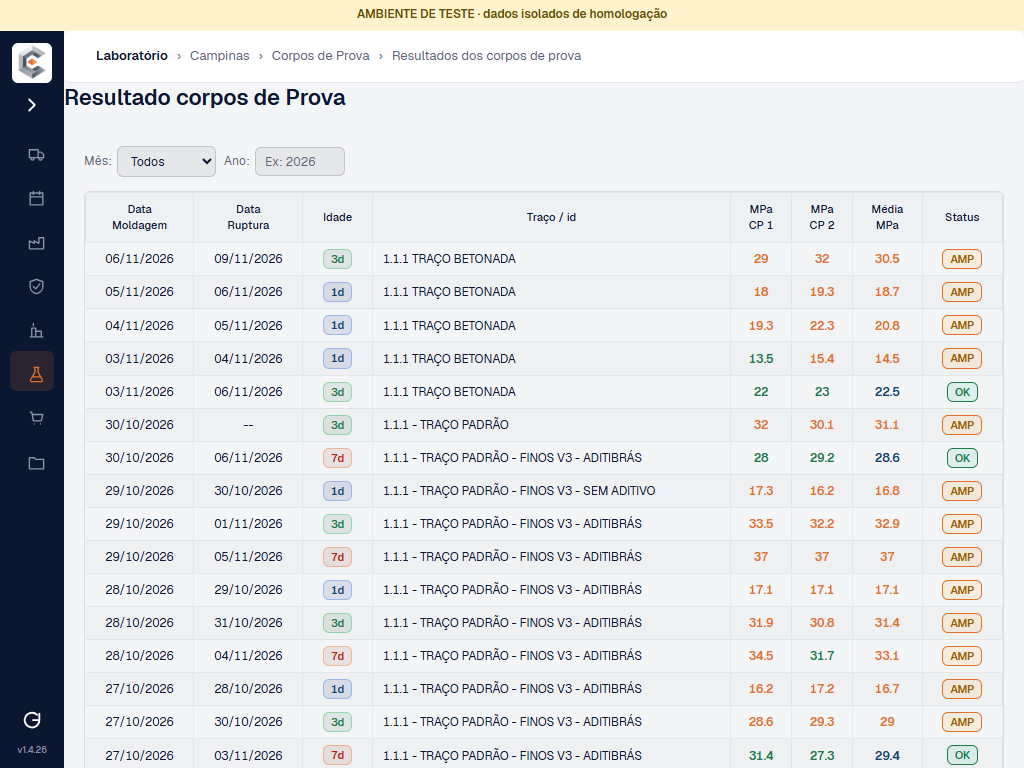 AMBIENTE DE TESTE · dados isolados de homologação
Laboratório › Campinas › Corpos de Prova › Resultados dos corpos de prova
Resultado corpos de Prova
Mês: Todos Ano: Ex: 2026
Data Moldagem Data Ruptura Idade Traço / id MPa CP 1 MPa CP 2 Média MPa Status
06/11/2026 09/11/2026 3d 1.1.1 TRAÇO BETONADA 29 32 30.5 AMP
05/11/2026 06/11/2026 1d 1.1.1 TRAÇO BETONADA 18 19.3 18.7 AMP
04/11/2026 05/11/2026 1d 1.1.1 TRAÇO BETONADA 19.3 22.3 20.8 AMP
03/11/2026 04/11/2026 1d 1.1.1 TRAÇO BETONADA 13.5 15.4 14.5 AMP
03/11/2026 06/11/2026 3d 1.1.1 TRAÇO BETONADA 22 23 22.5 OK
30/10/2026 -- 3d 1.1.1 - TRAÇO PADRÃO 32 30.1 31.1 AMP
30/10/2026 06/11/2026 7d 1.1.1 - TRAÇO PADRÃO - FINOS V3 - ADITIBRÁS 28 29.2 28.6 OK
29/10/2026 30/10/2026 1d 1.1.1 - TRAÇO PADRÃO - FINOS V3 - SEM ADITIVO 17.3 16.2 16.8 AMP
29/10/2026 01/11/2026 3d 1.1.1 - TRAÇO PADRÃO - FINOS V3 - ADITIBRÁS 33.5 32.2 32.9 AMP
29/10/2026 05/11/2026 7d 1.1.1 - TRAÇO PADRÃO - FINOS V3 - ADITIBRÁS 37 37 37 AMP
28/10/2026 29/10/2026 1d 1.1.1 - TRAÇO PADRÃO - FINOS V3 - ADITIBRÁS 17.1 17.1 17.1 AMP
28/10/2026 31/10/2026 3d 1.1.1 - TRAÇO PADRÃO - FINOS V3 - ADITIBRÁS 31.9 30.8 31.4 AMP
28/10/2026 04/11/2026 7d 1.1.1 - TRAÇO PADRÃO - FINOS V3 - ADITIBRÁS 34.5 31.7 33.1 AMP
27/10/2026 28/10/2026 1d 1.1.1 - TRAÇO PADRÃO - FINOS V3 - ADITIBRÁS 16.2 17.2 16.7 AMP
27/10/2026 30/10/2026 3d 1.1.1 - TRAÇO PADRÃO - FINOS V3 - ADITIBRÁS 28.6 29.3 29 AMP
27/10/2026 03/11/2026 7d 1.1.1 - TRAÇO PADRÃO - FINOS V3 - ADITIBRÁS 31.4 27.3 29.4 OK
v1.4.26